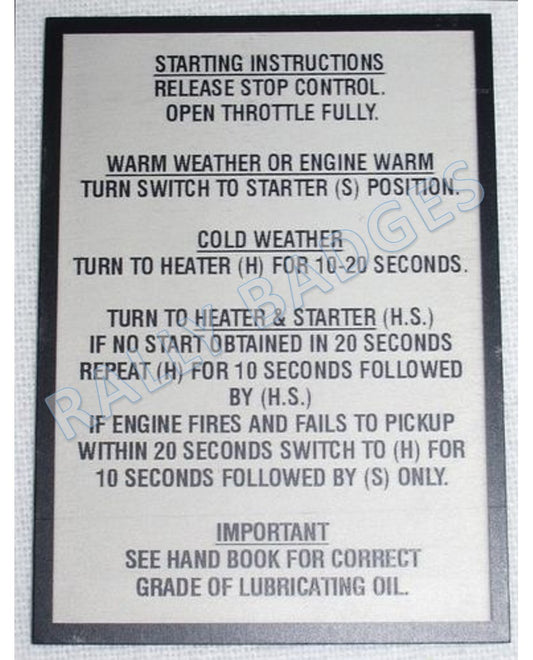 STARTING INSTRUCTIONS
RELEASE STOP CONTROL.
OPEN THROTTLE FULLY.
WARM WEATHER OR ENGINE WARM
TURN SWITCH TO STARTER (S) POSITION.
COLD WEATHER
TURN TO HEATER (H) FOR 10-20 SECONDS.
TURN TO HEATER & STARTER (H.S.)
IF NO START OBTAINED IN 20 SECONDS
REPEAT (H) FOR 10 SECONDS FOLLOWED
BY (H.S.)
IF ENGINE FIRES AND FAILS TO PICKUP
WITHIN 20 SECONDS SWITCH TO (H) FOR
10 SECONDS FOLLOWED BY (S) ONLY.
IMPORTANT
SEE HAND BOOK FOR CORRECT
GRADE OF LUBRICATING OIL.
RALLY BADGES